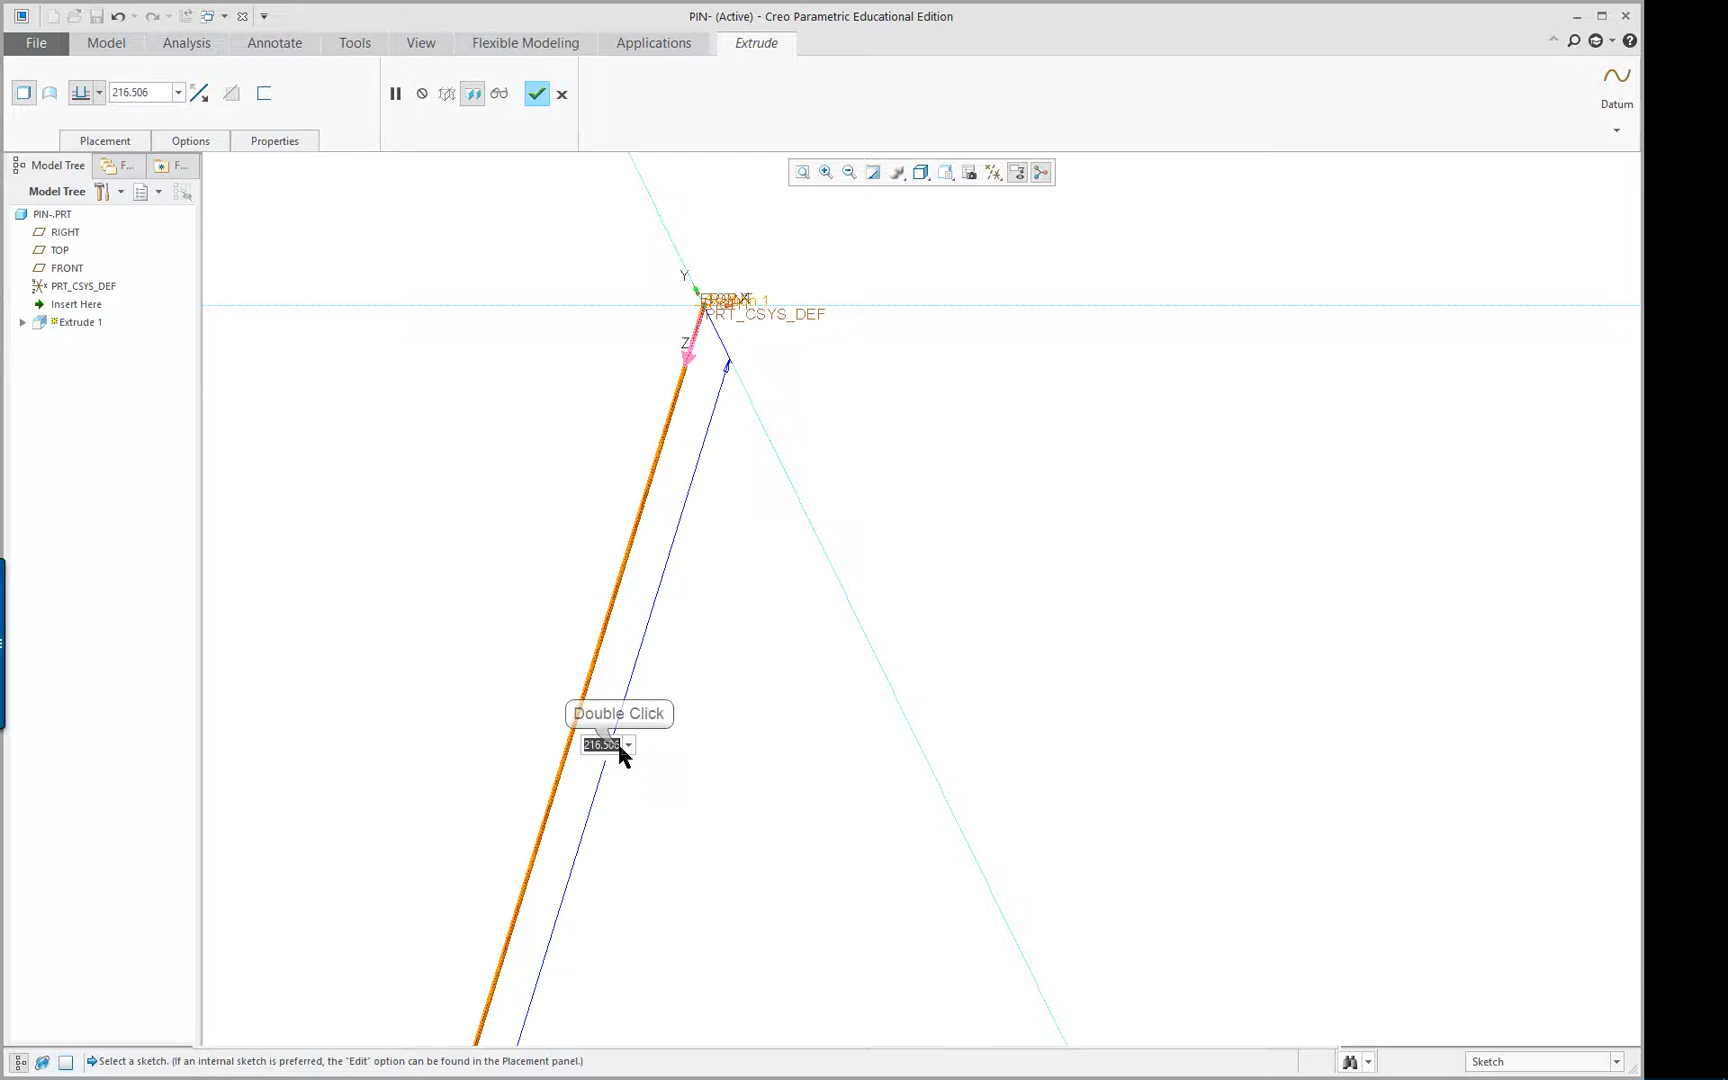 PIN- (Active) - Creo Parametric Educational Edition
File Model Analysis Annotate Tools View Flexible Modeling Applications Extrude
216.506
Datum
Placement Options Properties
Model Tree F... F...
Model Tree
PIN-.PRT
RIGHT
TOP
FRONT
PRT_CSYS_DEF
Insert Here
Extrude 1
Y
PRT_CSYS_DEF
Z
Double Click
216.506
Select a sketch. (If an internal sketch is preferred, the "Edit" option can be found in the Placement panel.)
Sketch